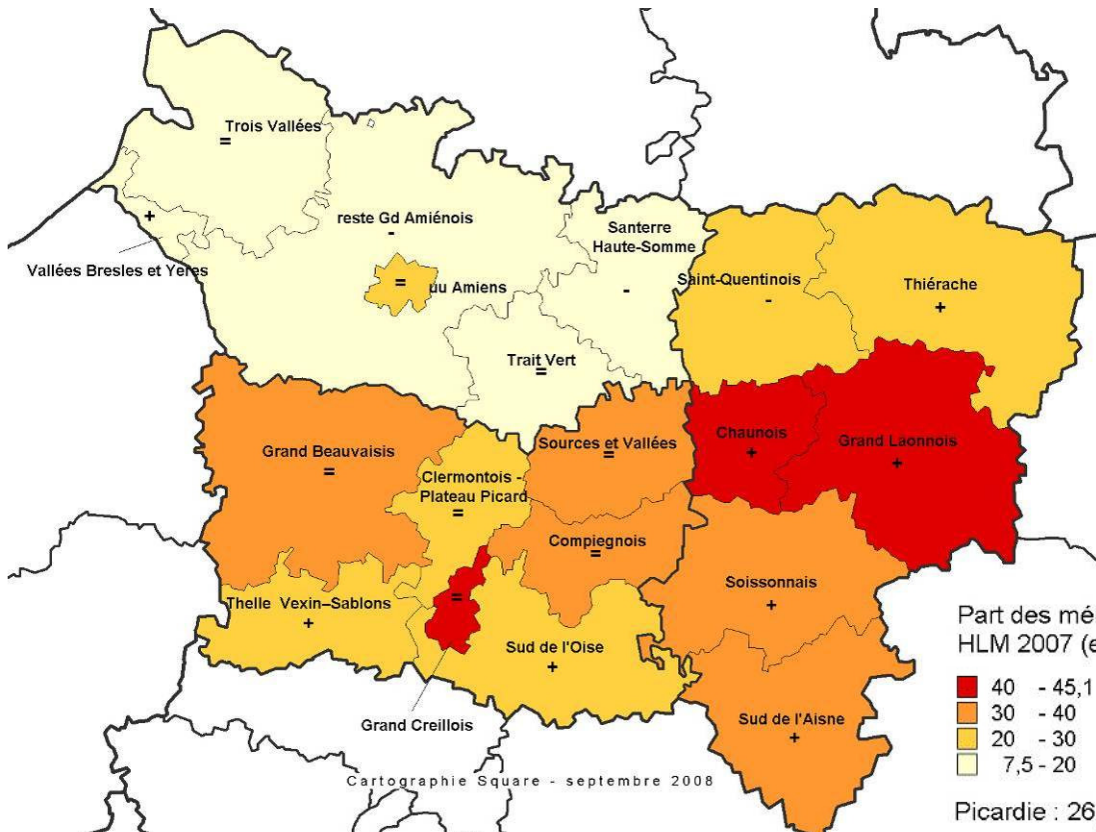 Trois Vallées
=
+
reste Gd Amiénois
-
Santerre
Haute-Somme
-
Vallées Bresles et Yeres
=
uu Amiens
Saint-Quentinois
-
Thiérache
+
Trait Vert
=
Grand Beauvaisis
=
Clermontois -
Plateau Picard
=
Sources et Vallées
=
Chaunois
+
Grand Laonnois
+
Compiegnois
=
=
Soissonnais
+
Thelle Vexin–Sablons
+
Sud de l'Oise
+
Grand Creillois
Sud de l'Aisne
+
Part des mé
HLM 2007 (e
40 - 45,1
30 - 40
20 - 30
7,5 - 20
Picardie : 26
Cartographie Square - septembre 2008